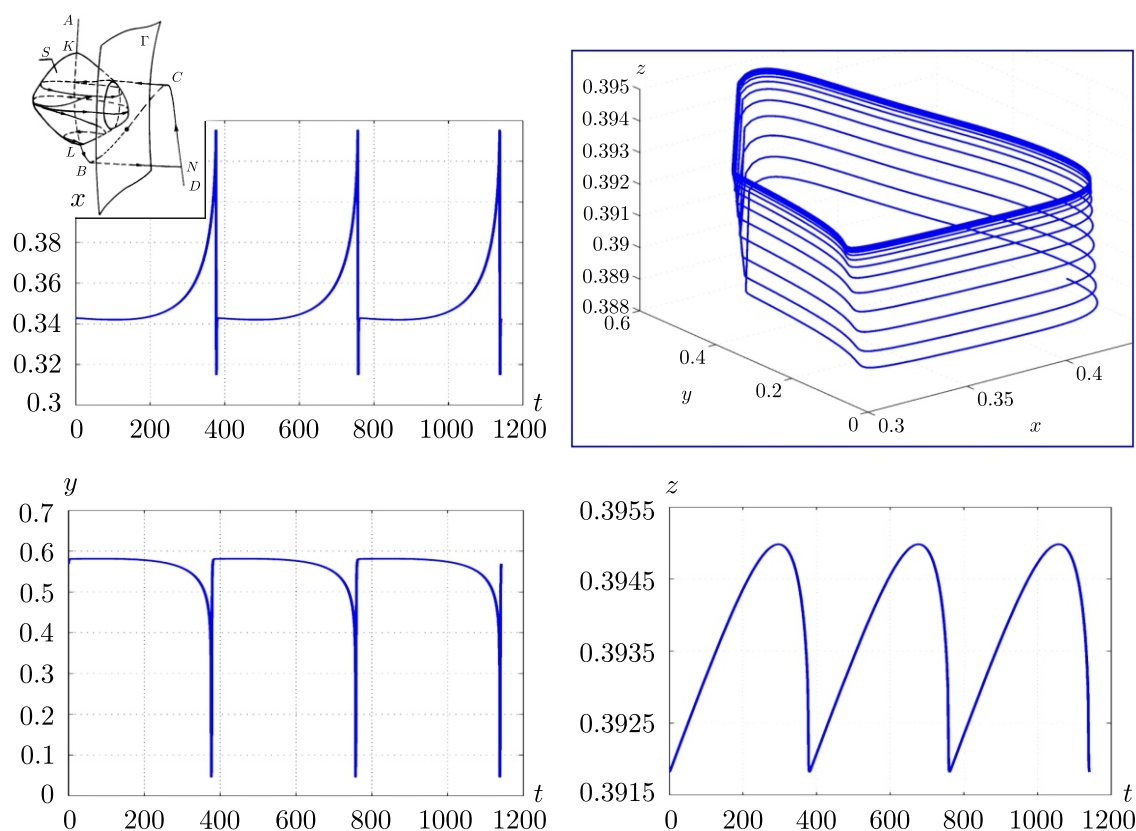 A
Γ
K
S
C
L
B
N
D
x
0.38
0.36
0.34
0.32
0.3
0 200 400 600 800 1000 1200
t
z
0.395
0.394
0.393
0.392
0.391
0.39
0.389
0.388
0.6
0.4
0.2
0
y
0.3
0.35
0.4
x
y
0.7
0.6
0.5
0.4
0.3
0.2
0.1
0
0 200 400 600 800 1000 1200
t
z
0.3955
0.3945
0.3935
0.3925
0.3915
0 200 400 600 800 1000 1200
t